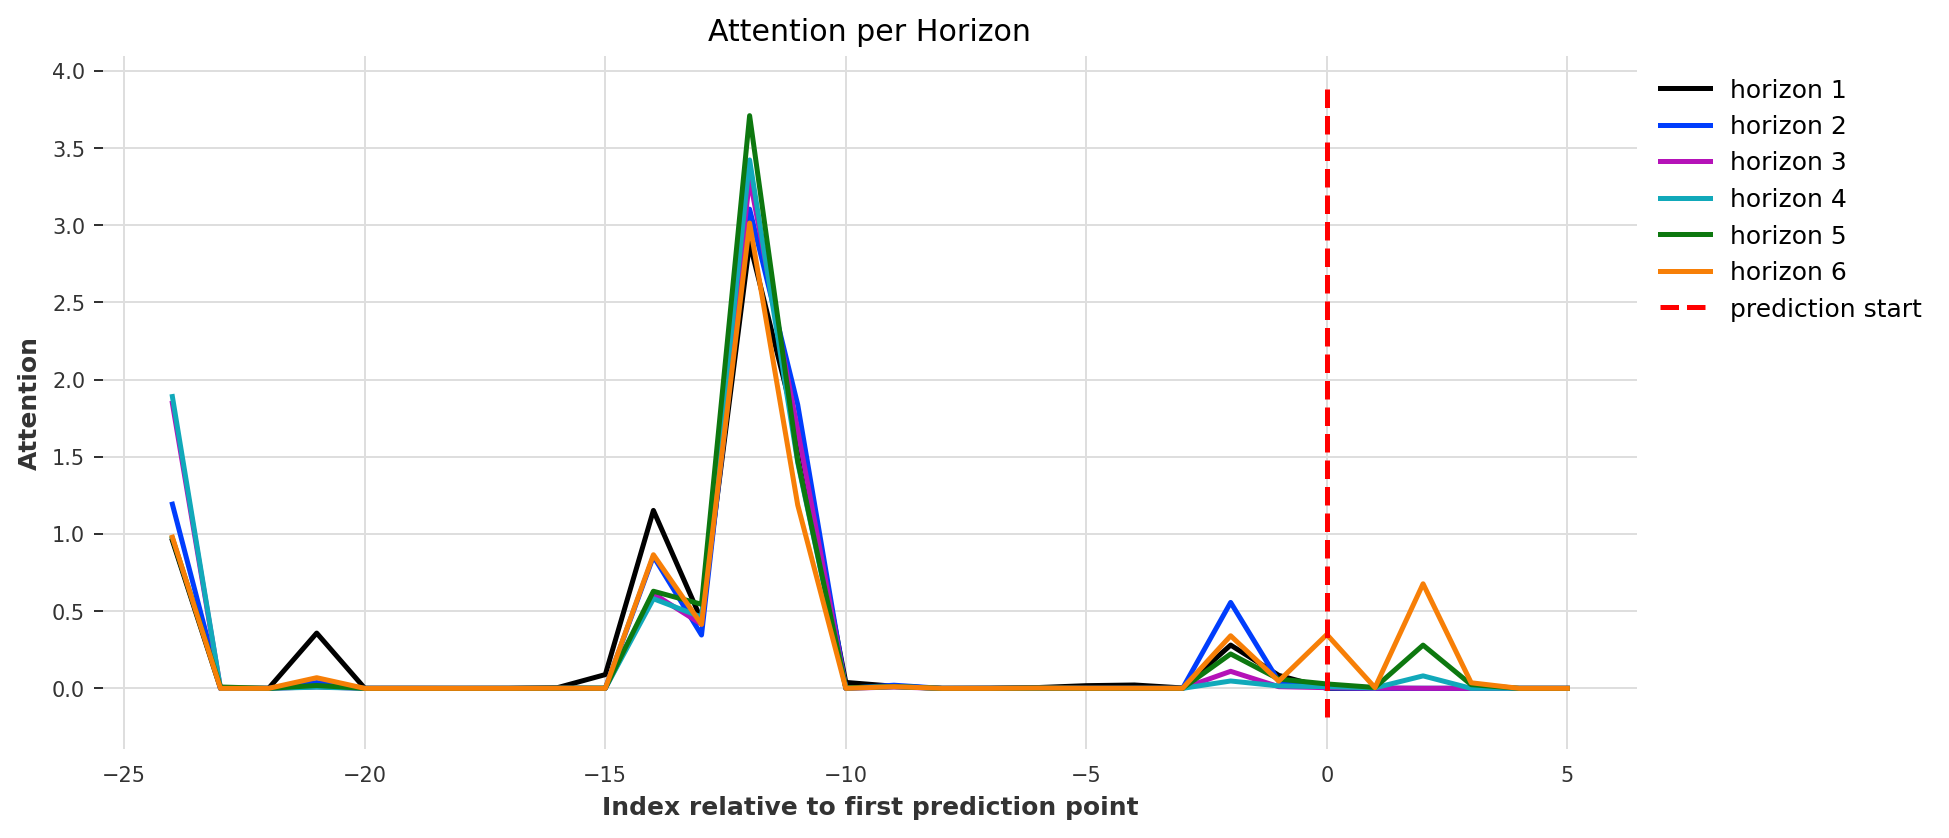 Attention per Horizon
4.0
3.5
3.0
2.5
2.0
1.5
1.0
0.5
0.0
Attention
−25
−20
−15
−10
−5
0
5
Index relative to first prediction point
horizon 1
horizon 2
horizon 3
horizon 4
horizon 5
horizon 6
prediction start